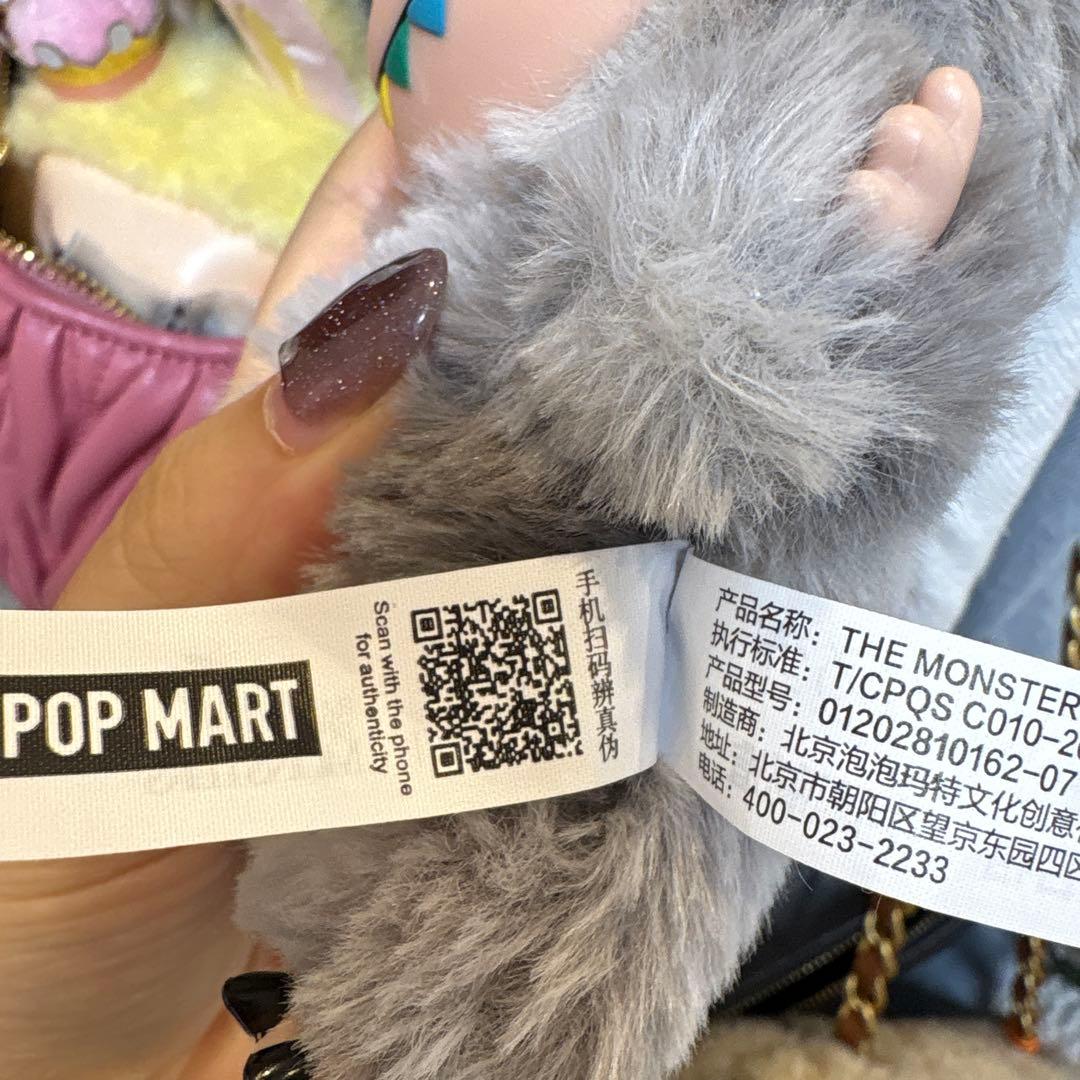 POP MART
Scan with the phone
for authenticity
手机扫码辨真伪
产品名称: THE MONSTER
执行标准: T/CPQS C010-20
产品型号: 01202810162-07
制造商: 北京泡泡玛特文化创意
地址: 北京市朝阳区望京东园四区
电话: 400-023-2233